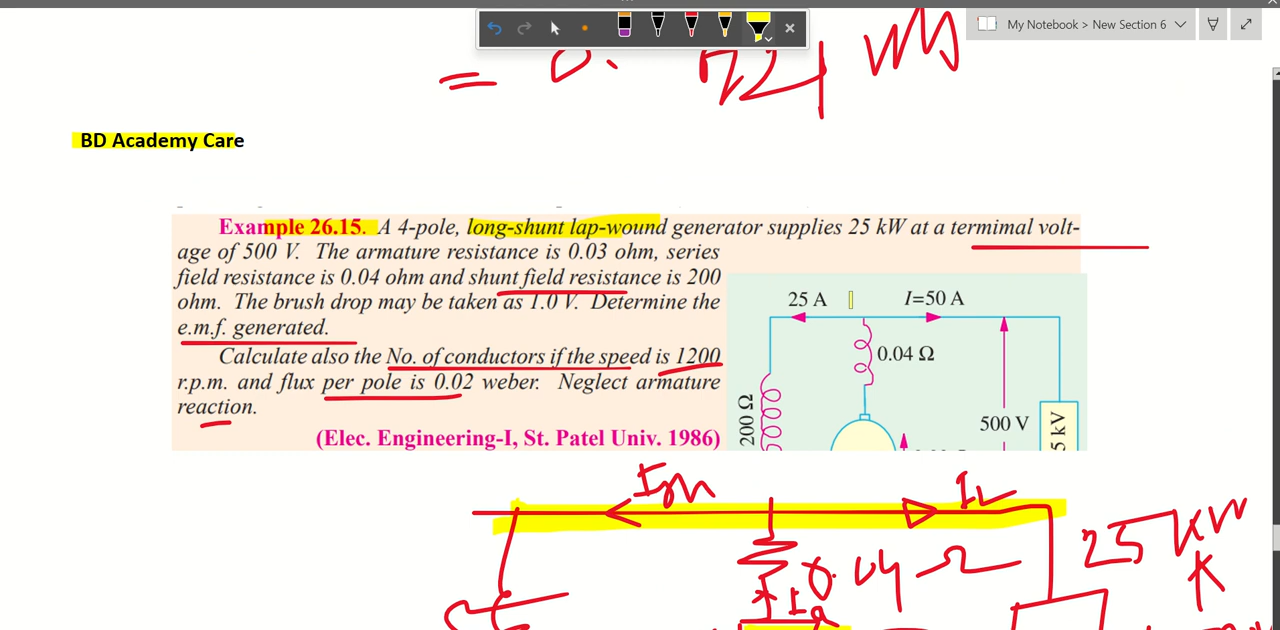 My Notebook > New Section 6
BD Academy Care
Example 26.15. A 4-pole, long-shunt lap-wound generator supplies 25 kW at a termimal volt-
age of 500 V. The armature resistance is 0.03 ohm, series
field resistance is 0.04 ohm and shunt field resistance is 200
ohm. The brush drop may be taken as 1.0 V. Determine the
e.m.f. generated.
Calculate also the No. of conductors if the speed is 1200
r.p.m. and flux per pole is 0.02 weber. Neglect armature
reaction.
(Elec. Engineering-I, St. Patel Univ. 1986)
25 A
I=50 A
0.04 Ω
200 Ω
500 V
5 kV
IL
0.04 Ω
25 KW
Ia